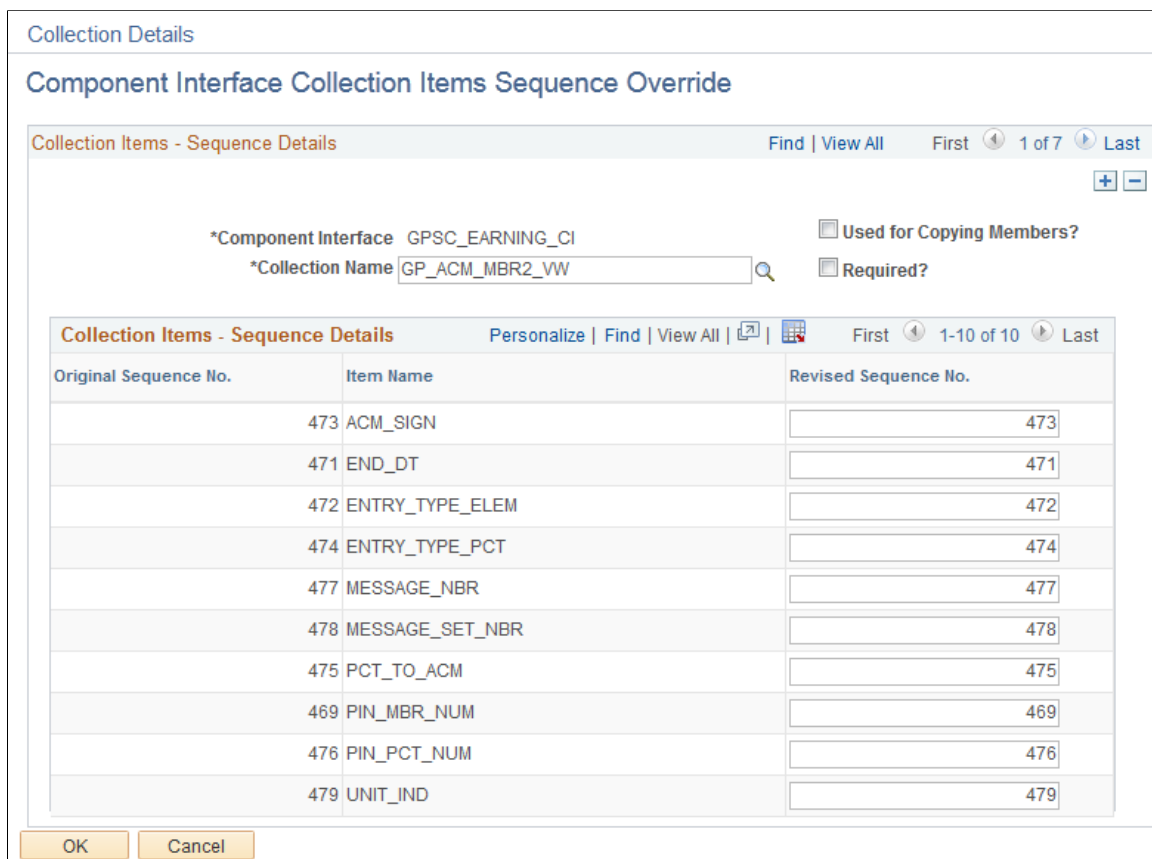 Collection Details
Component Interface Collection Items Sequence Override
Collection Items - Sequence Details Find | View All First 1 of 7 Last
*Component Interface GPSC_EARNING_CI Used for Copying Members?
*Collection Name GP_ACM_MBR2_VW Required?
Collection Items - Sequence Details Personalize | Find | View All | | First 1-10 of 10 Last
Original Sequence No. Item Name Revised Sequence No.
473 ACM_SIGN 473
471 END_DT 471
472 ENTRY_TYPE_ELEM 472
474 ENTRY_TYPE_PCT 474
477 MESSAGE_NBR 477
478 MESSAGE_SET_NBR 478
475 PCT_TO_ACM 475
469 PIN_MBR_NUM 469
476 PIN_PCT_NUM 476
479 UNIT_IND 479
OK Cancel